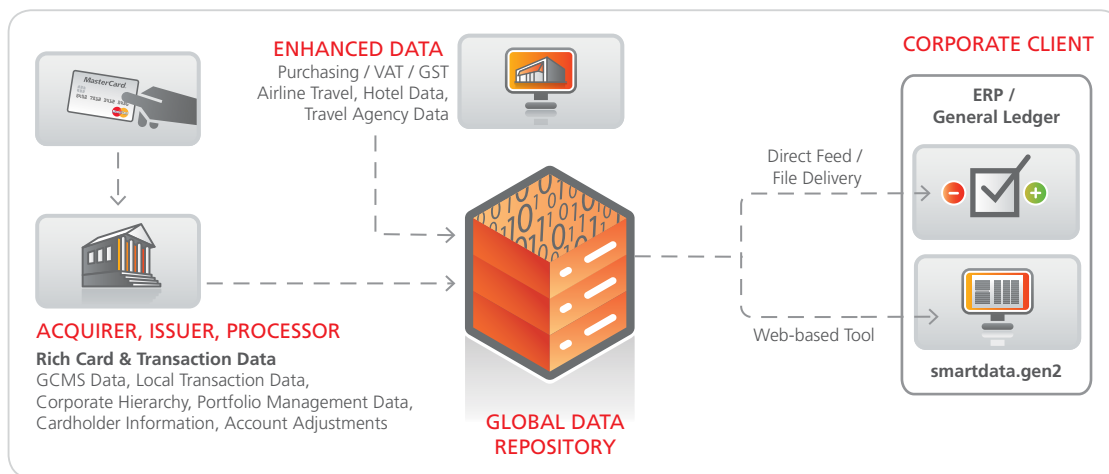 MasterCard
ENHANCED DATA
Purchasing / VAT / GST
Airline Travel, Hotel Data,
Travel Agency Data
CORPORATE CLIENT
ERP /
General Ledger
Direct Feed /
File Delivery
Web-based Tool
smartdata.gen2
ACQUIRER, ISSUER, PROCESSOR
Rich Card & Transaction Data
GCMS Data, Local Transaction Data,
Corporate Hierarchy, Portfolio Management Data,
Cardholder Information, Account Adjustments
GLOBAL DATA
REPOSITORY